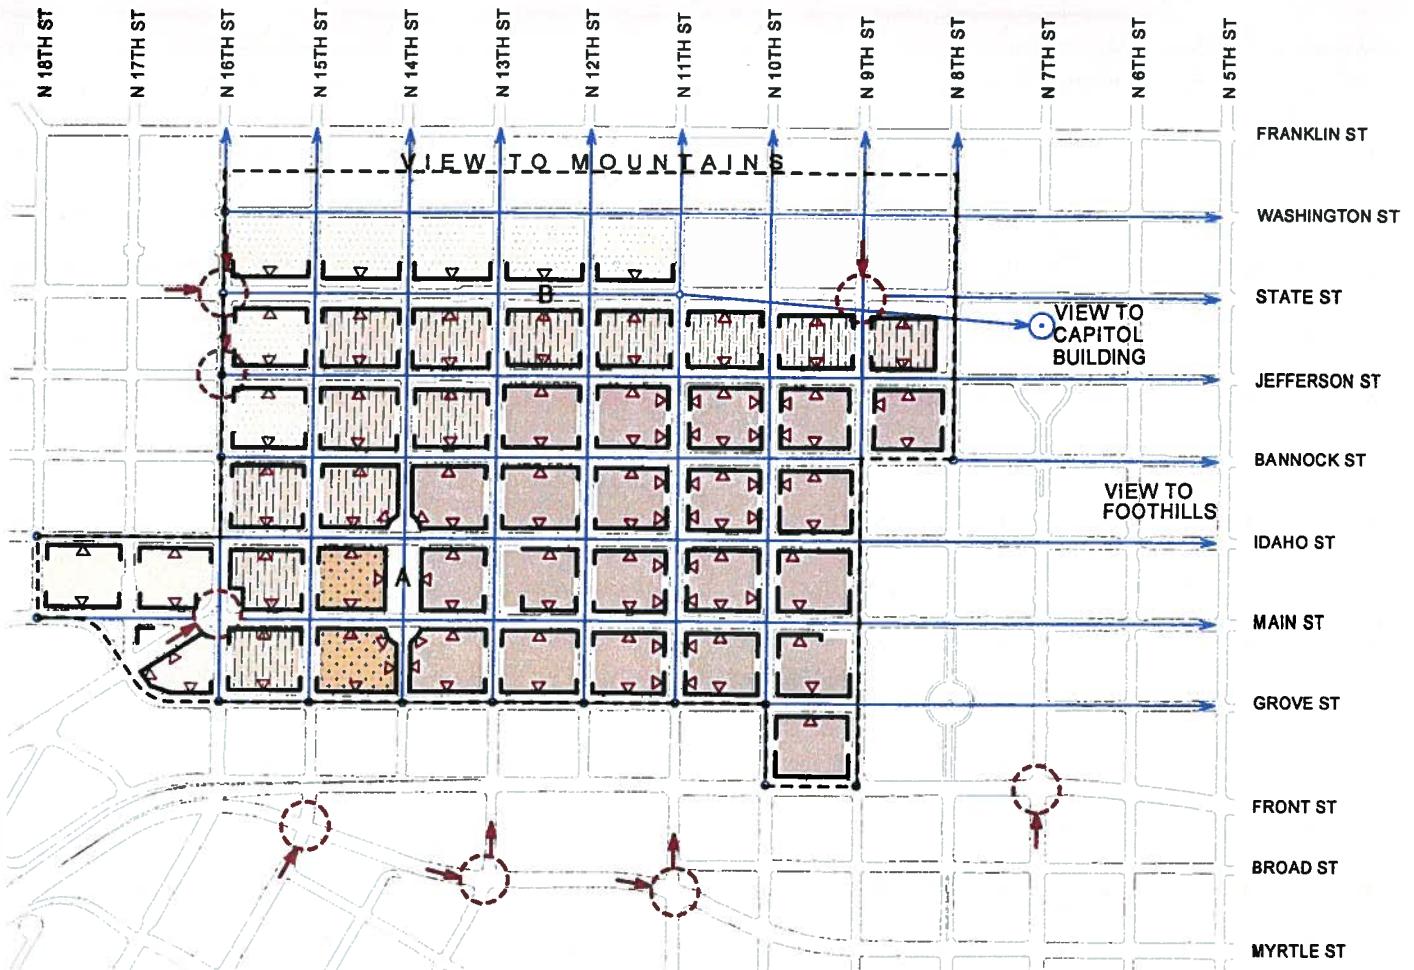 N 18TH ST
N 17TH ST
N 16TH ST
N 15TH ST
N 14TH ST
N 13TH ST
N 12TH ST
N 11TH ST
N 10TH ST
N 9TH ST
N 8TH ST
N 7TH ST
N 6TH ST
N 5TH ST
FRANKLIN ST
VIEW TO MOUNTAINS
WASHINGTON ST
B
STATE ST
VIEW TO
CAPITOL
BUILDING
JEFFERSON ST
BANNOCK ST
VIEW TO
FOOTHILLS
IDAHO ST
A
MAIN ST
GROVE ST
FRONT ST
BROAD ST
MYRTLE ST